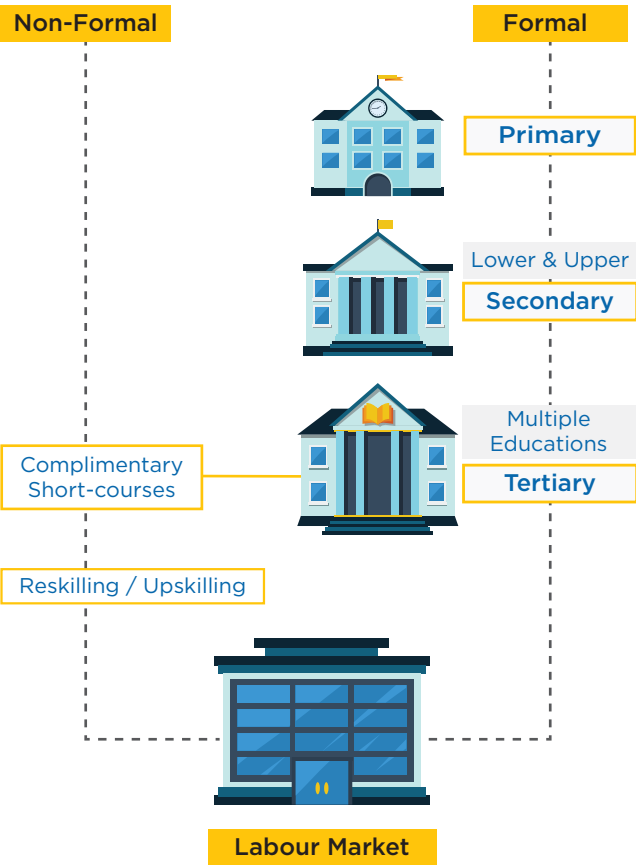 Non-Formal
Formal
Primary
Lower & Upper
Secondary
Multiple
Educations
Tertiary
Complimentary
Short-courses
Reskilling / Upskilling
Labour Market